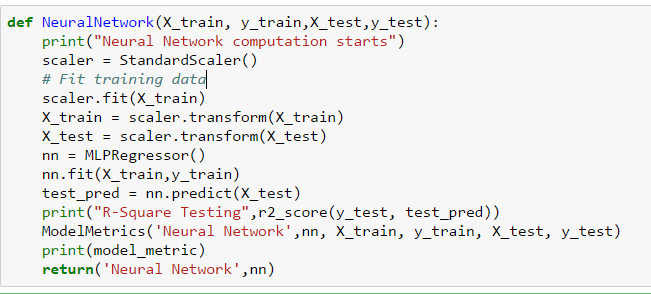 def NeuralNetwork(X_train, y_train,X_test,y_test):
    print("Neural Network computation starts")
    scaler = StandardScaler()
    # Fit training data
    scaler.fit(X_train)
    X_train = scaler.transform(X_train)
    X_test = scaler.transform(X_test)
    nn = MLPRegressor()
    nn.fit(X_train,y_train)
    test_pred = nn.predict(X_test)
    print("R-Square Testing",r2_score(y_test, test_pred))
    ModelMetrics('Neural Network',nn, X_train, y_train, X_test, y_test)
    print(model_metric)
    return('Neural Network',nn)